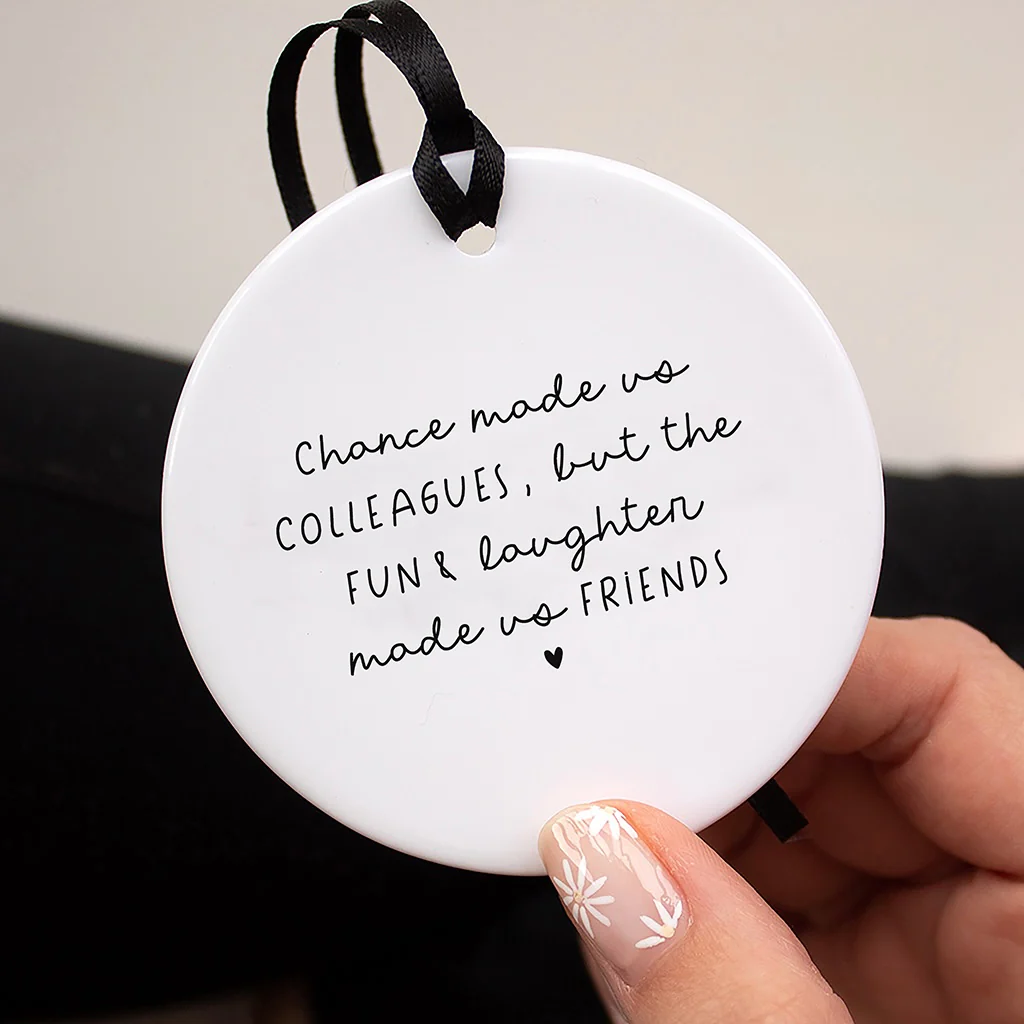 Chance made us
COLLEAGUES, but the
FUN & laughter
made us FRIENDS